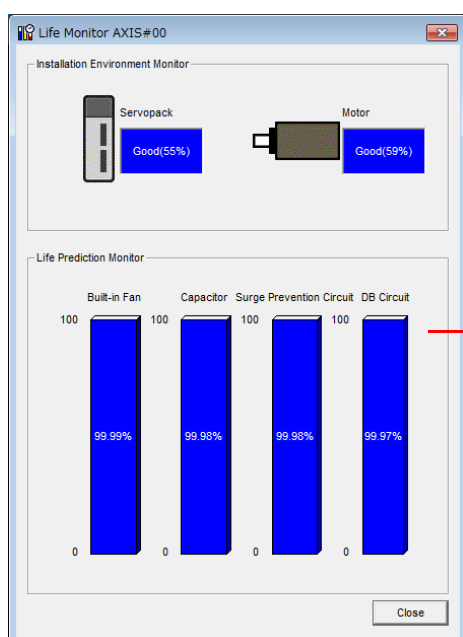 Life Monitor AXIS#00
Installation Environment Monitor
Servopack
Good(55%)
Motor
Good(59%)
Life Prediction Monitor
Built-in Fan Capacitor Surge Prevention Circuit DB Circuit
100 100 100 100
99.99% 99.98% 99.98% 99.97%
0 0 0 0
Close